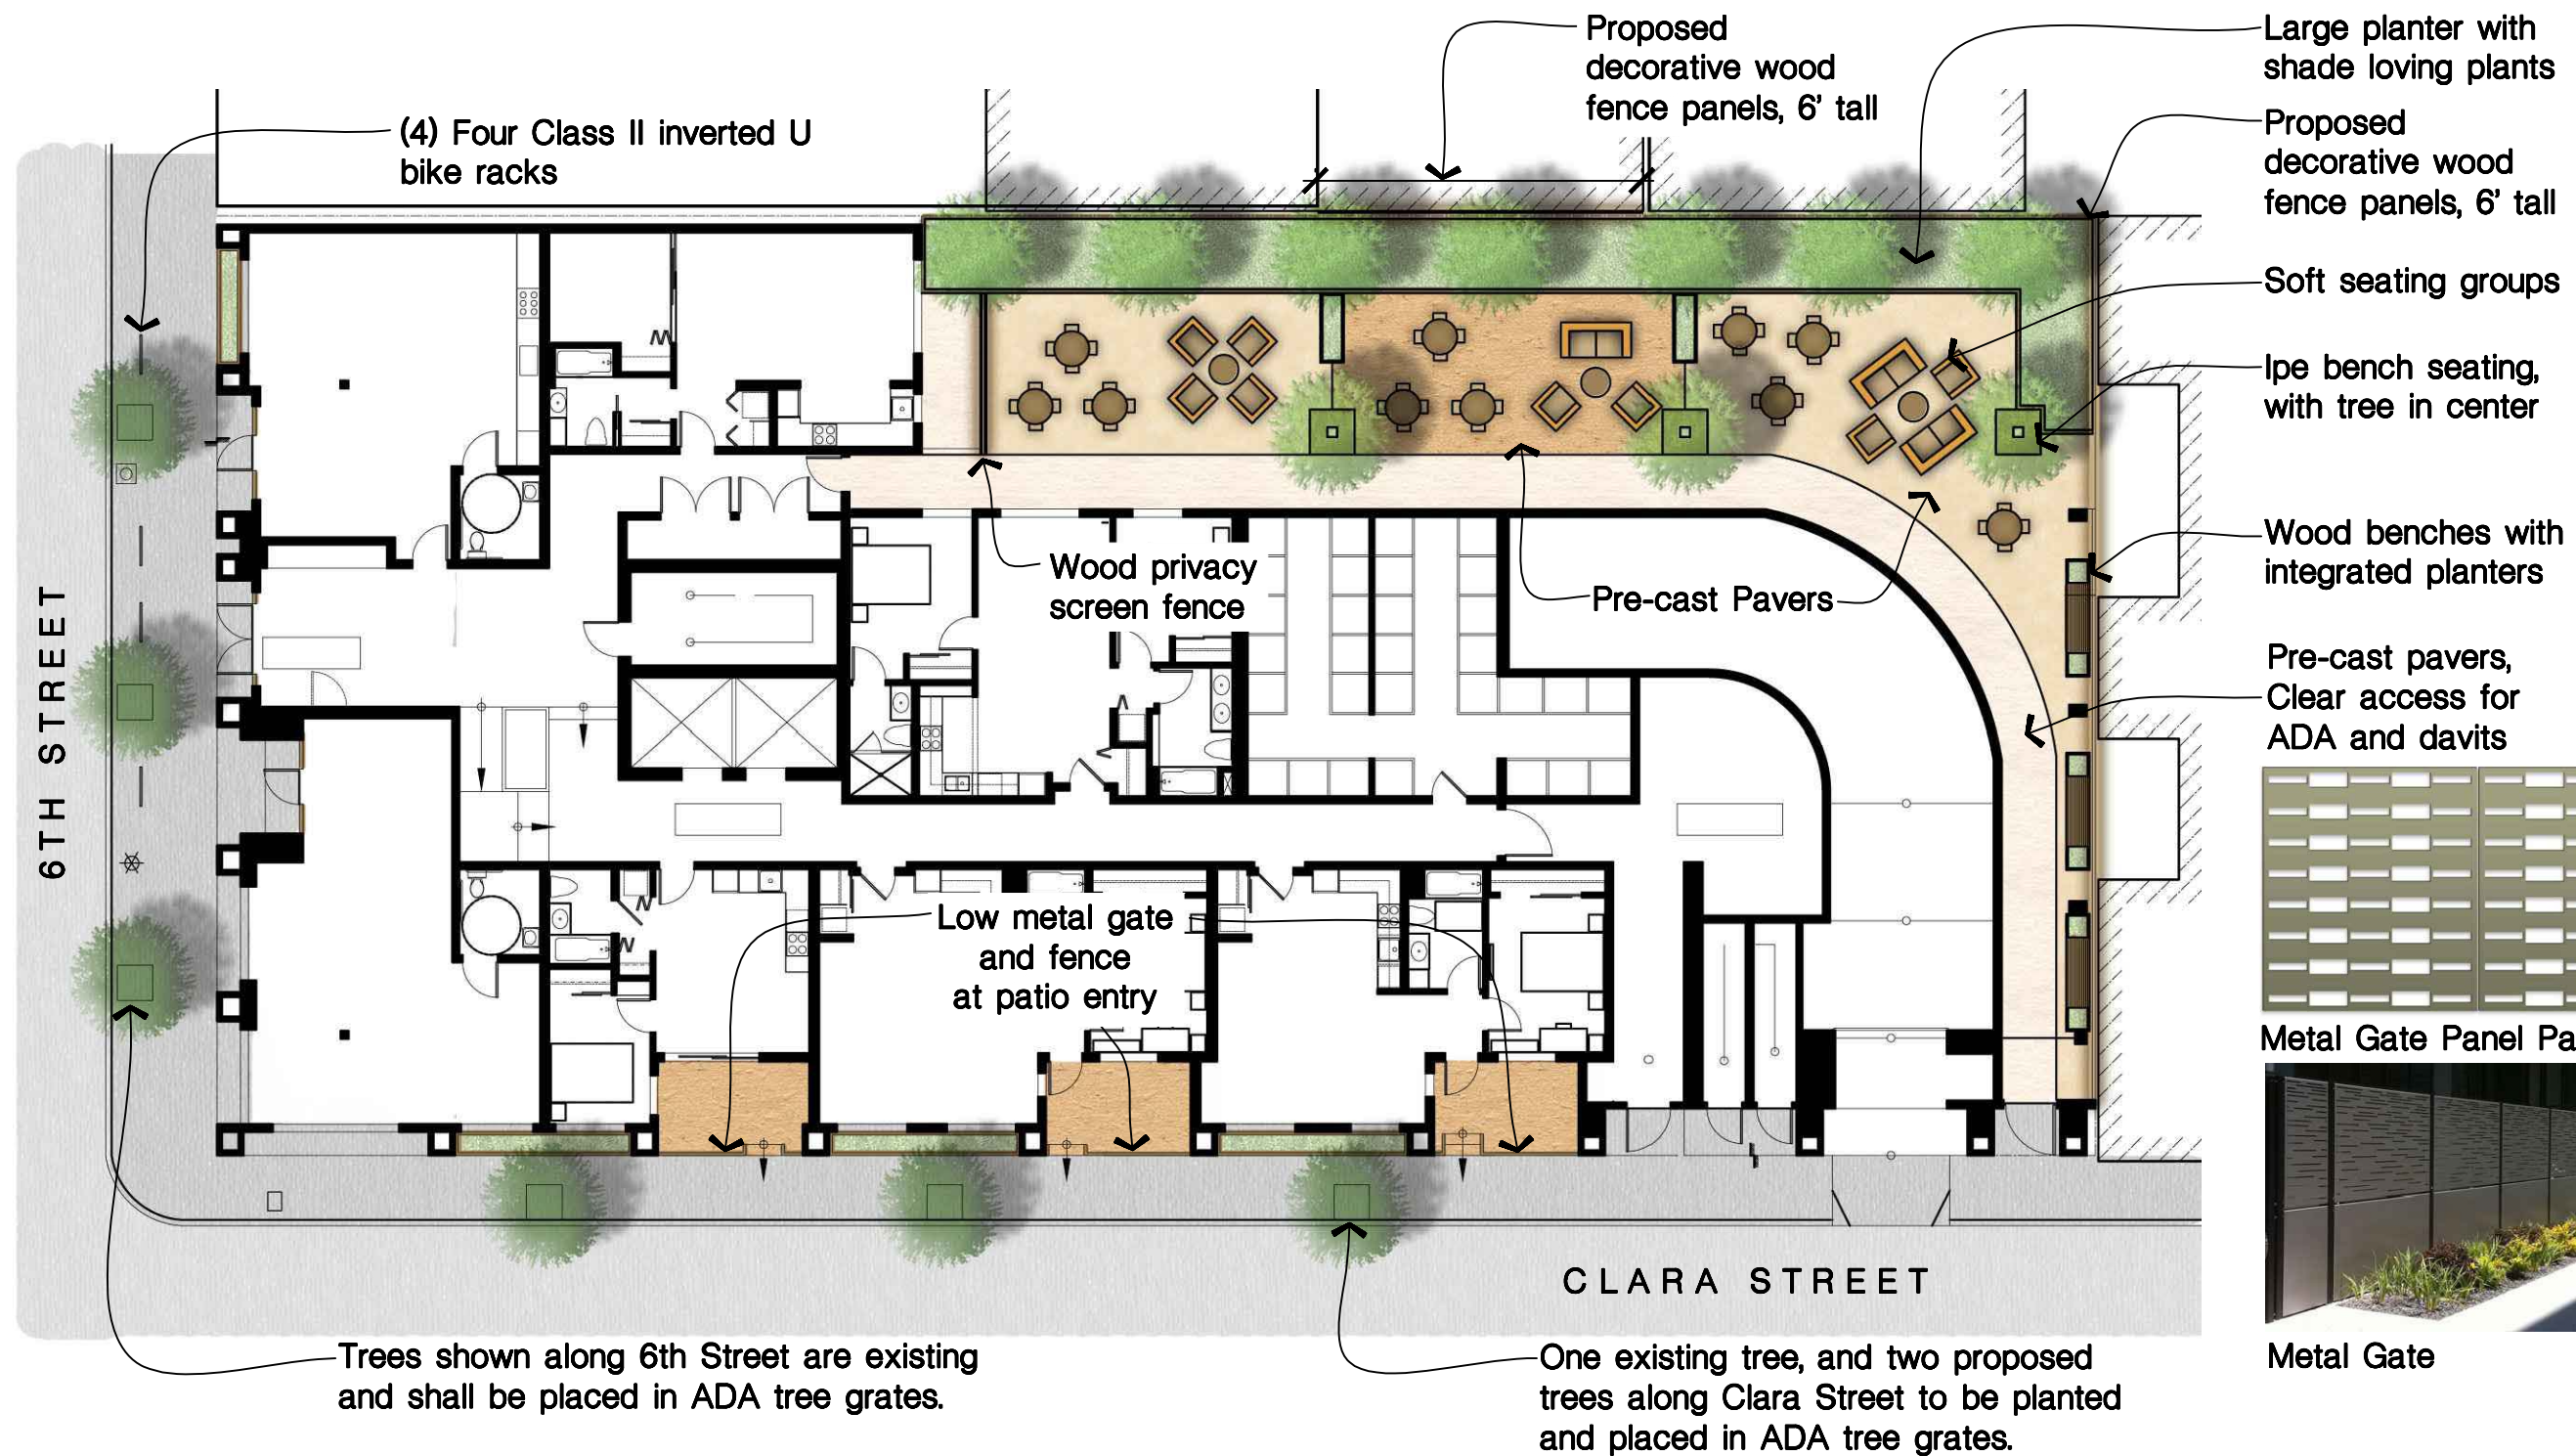 Proposed
decorative wood
fence panels, 6' tall
Large planter with
shade loving plants
(4) Four Class II inverted U
bike racks
Proposed
decorative wood
fence panels, 6' tall
Soft seating groups
Ipe bench seating,
with tree in center
Wood benches with
integrated planters
Wood privacy
screen fence
Pre-cast Pavers
6TH STREET
Pre-cast pavers,
Clear access for
ADA and davits
Low metal gate
and fence
at patio entry
Metal Gate Panel Pa
CLARA STREET
Metal Gate
Trees shown along 6th Street are existing
and shall be placed in ADA tree grates.
One existing tree, and two proposed
trees along Clara Street to be planted
and placed in ADA tree grates.